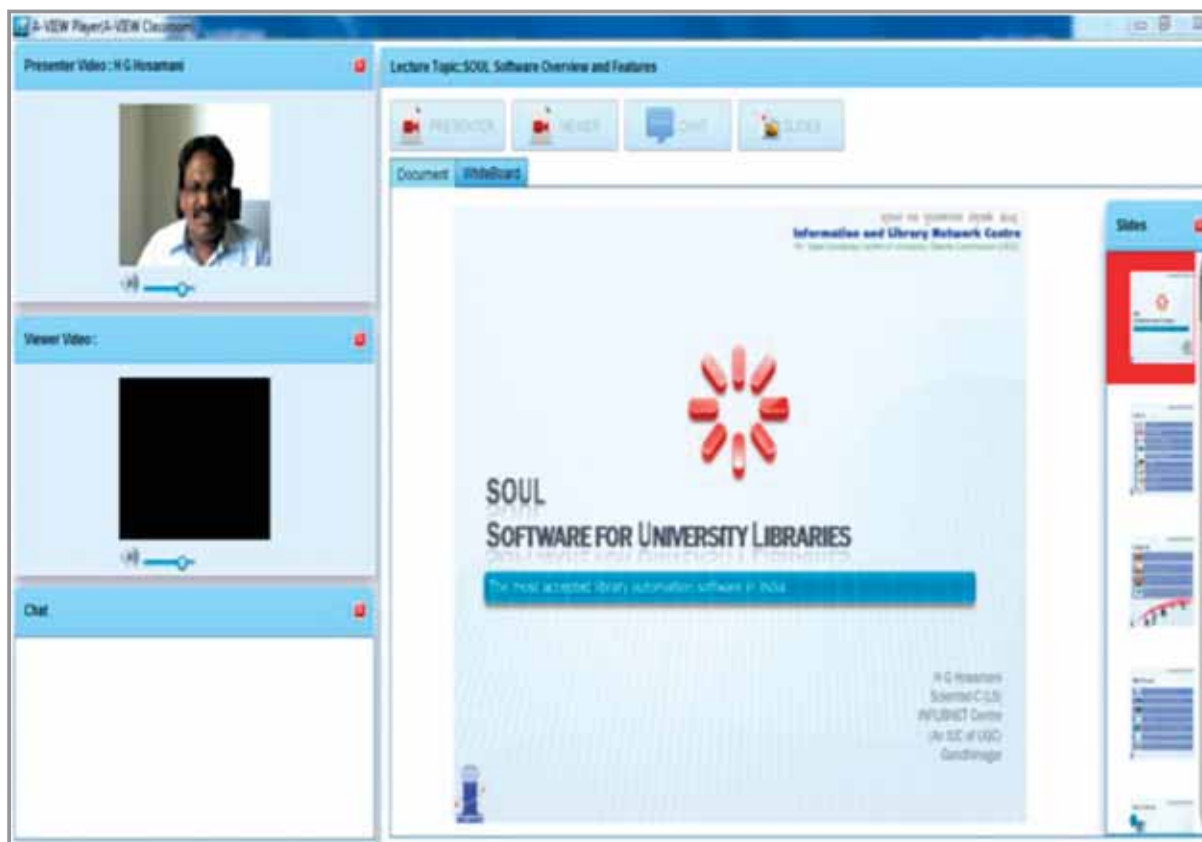 A-VIEW Player(A-VIEW Classroom)
Presenter Video : H G Hosamani
Lecture Topic:SOUL Software Overview and Features
PRESENTER
VIEWER
CHAT
SLIDES
Document
WhiteBoard
Information and Library Network Centre
Slides
Viewer Video :
SOUL
SOFTWARE FOR UNIVERSITY LIBRARIES
The most accepted library automation software in India
Chat
H G Hosamani
Scientist-C (LS)
INFLIBNET Centre
(An IUC of UGC)
Gandhinagar